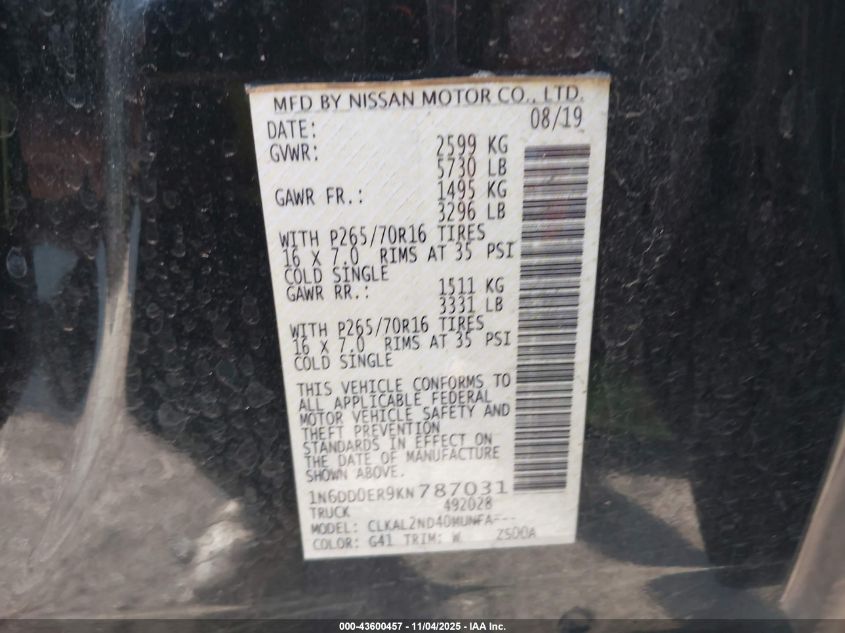 MFD BY NISSAN MOTOR CO., LTD.
DATE: 08/19
GVWR: 2599 KG
5730 LB
GAWR FR.: 1495 KG
3296 LB
WITH P265/70R16 TIRES
16 X 7.0 RIMS AT 35 PSI
COLD SINGLE
GAWR RR.: 1511 KG
3331 LB
WITH P265/70R16 TIRES
16 X 7.0 RIMS AT 35 PSI
COLD SINGLE
THIS VEHICLE CONFORMS TO
ALL APPLICABLE FEDERAL
MOTOR VEHICLE SAFETY AND
THEFT PREVENTION
STANDARDS IN EFFECT ON
THE DATE OF MANUFACTURE
SHOWN ABOVE.
1N6DD0ER9KN787031
TRUCK 492028
MODEL: CLKAL2ND40MUNFA---
COLOR: G41 TRIM: W 2500A
000-43600457 - 11/04/2025 - IAA Inc.